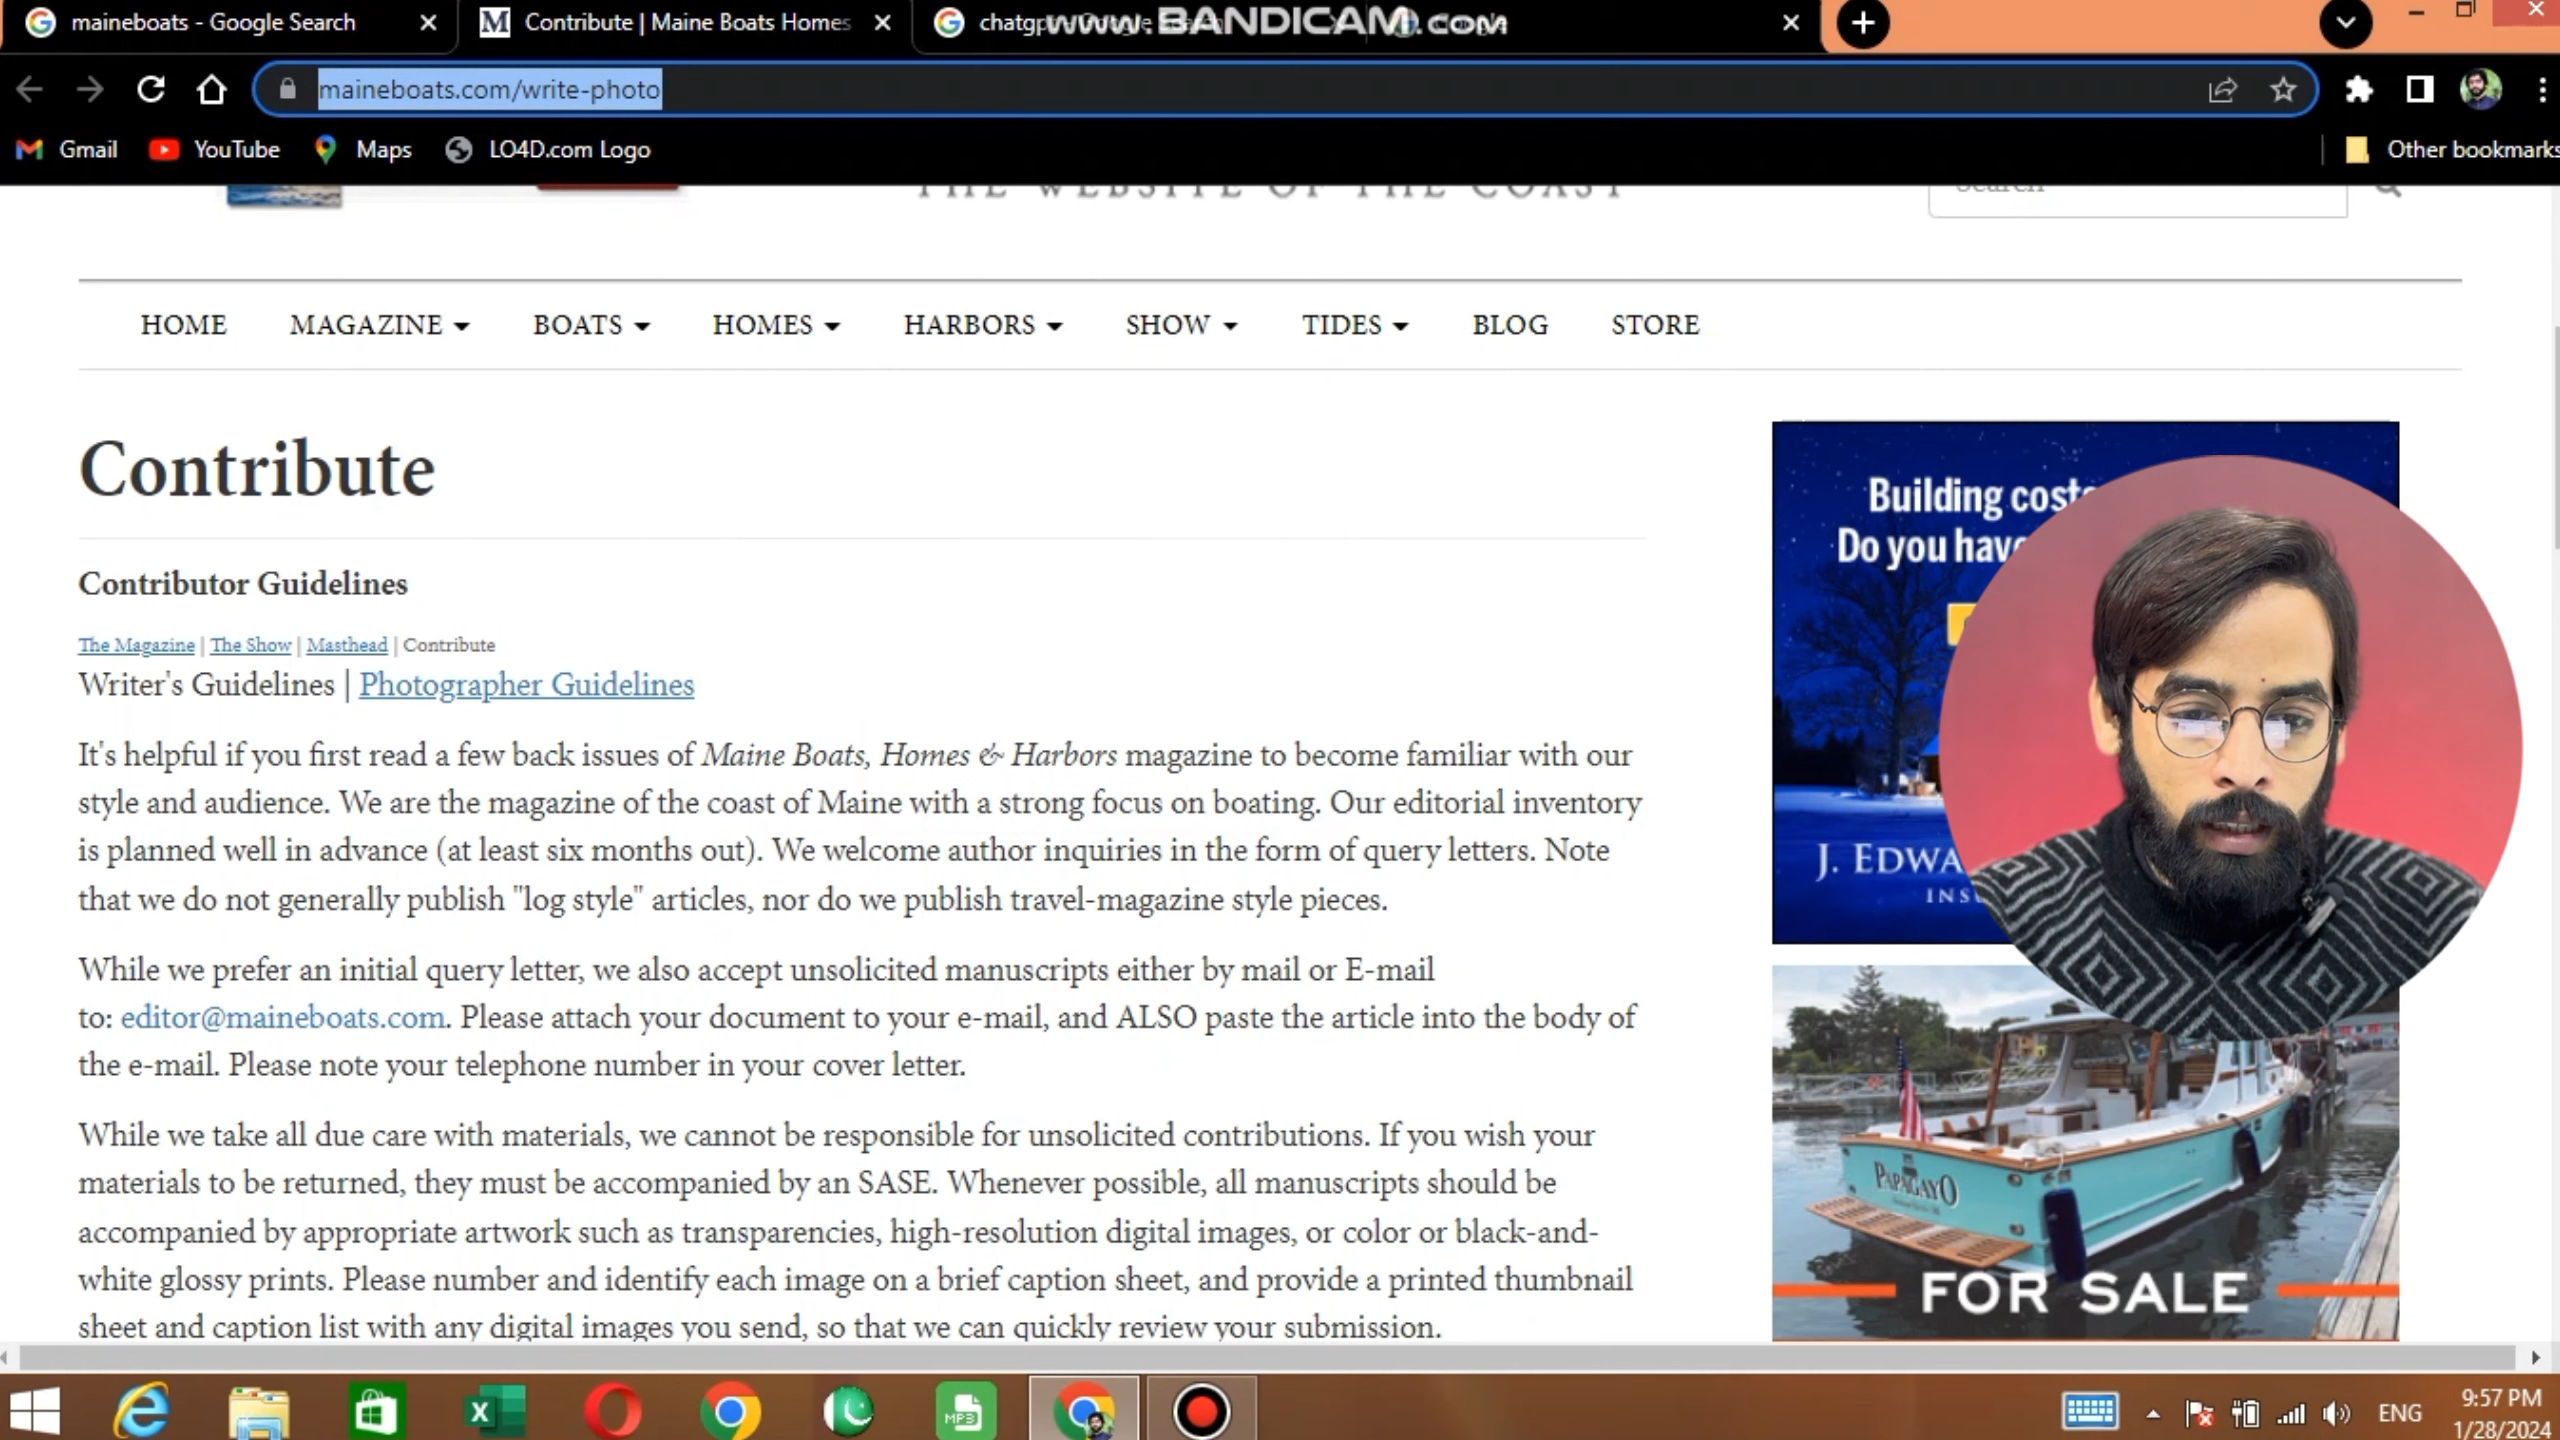 maineboats - Google Search
Contribute | Maine Boats Homes
chatgp
www.BANDICAM.com
maineboats.com/write-photo
Gmail
YouTube
Maps
LO4D.com Logo
Other bookmarks
THE WEBSITE OF THE COAST
Search
HOME
MAGAZINE
BOATS
HOMES
HARBORS
SHOW
TIDES
BLOG
STORE
Contribute
Contributor Guidelines
The Magazine | The Show | Masthead | Contribute
Writer's Guidelines | Photographer Guidelines
It's helpful if you first read a few back issues of Maine Boats, Homes & Harbors magazine to become familiar with our
style and audience. We are the magazine of the coast of Maine with a strong focus on boating. Our editorial inventory
is planned well in advance (at least six months out). We welcome author inquiries in the form of query letters. Note
that we do not generally publish "log style" articles, nor do we publish travel-magazine style pieces.
While we prefer an initial query letter, we also accept unsolicited manuscripts either by mail or E-mail
to: editor@maineboats.com. Please attach your document to your e-mail, and ALSO paste the article into the body of
the e-mail. Please note your telephone number in your cover letter.
While we take all due care with materials, we cannot be responsible for unsolicited contributions. If you wish your
materials to be returned, they must be accompanied by an SASE. Whenever possible, all manuscripts should be
accompanied by appropriate artwork such as transparencies, high-resolution digital images, or color or black-and-
white glossy prints. Please number and identify each image on a brief caption sheet, and provide a printed thumbnail
sheet and caption list with any digital images you send, so that we can quickly review your submission.
Building cost
Do you have
J. EDWA
INSU
PAPAGAYO
FOR SALE
MP3
ENG
9:57 PM
1/28/2024